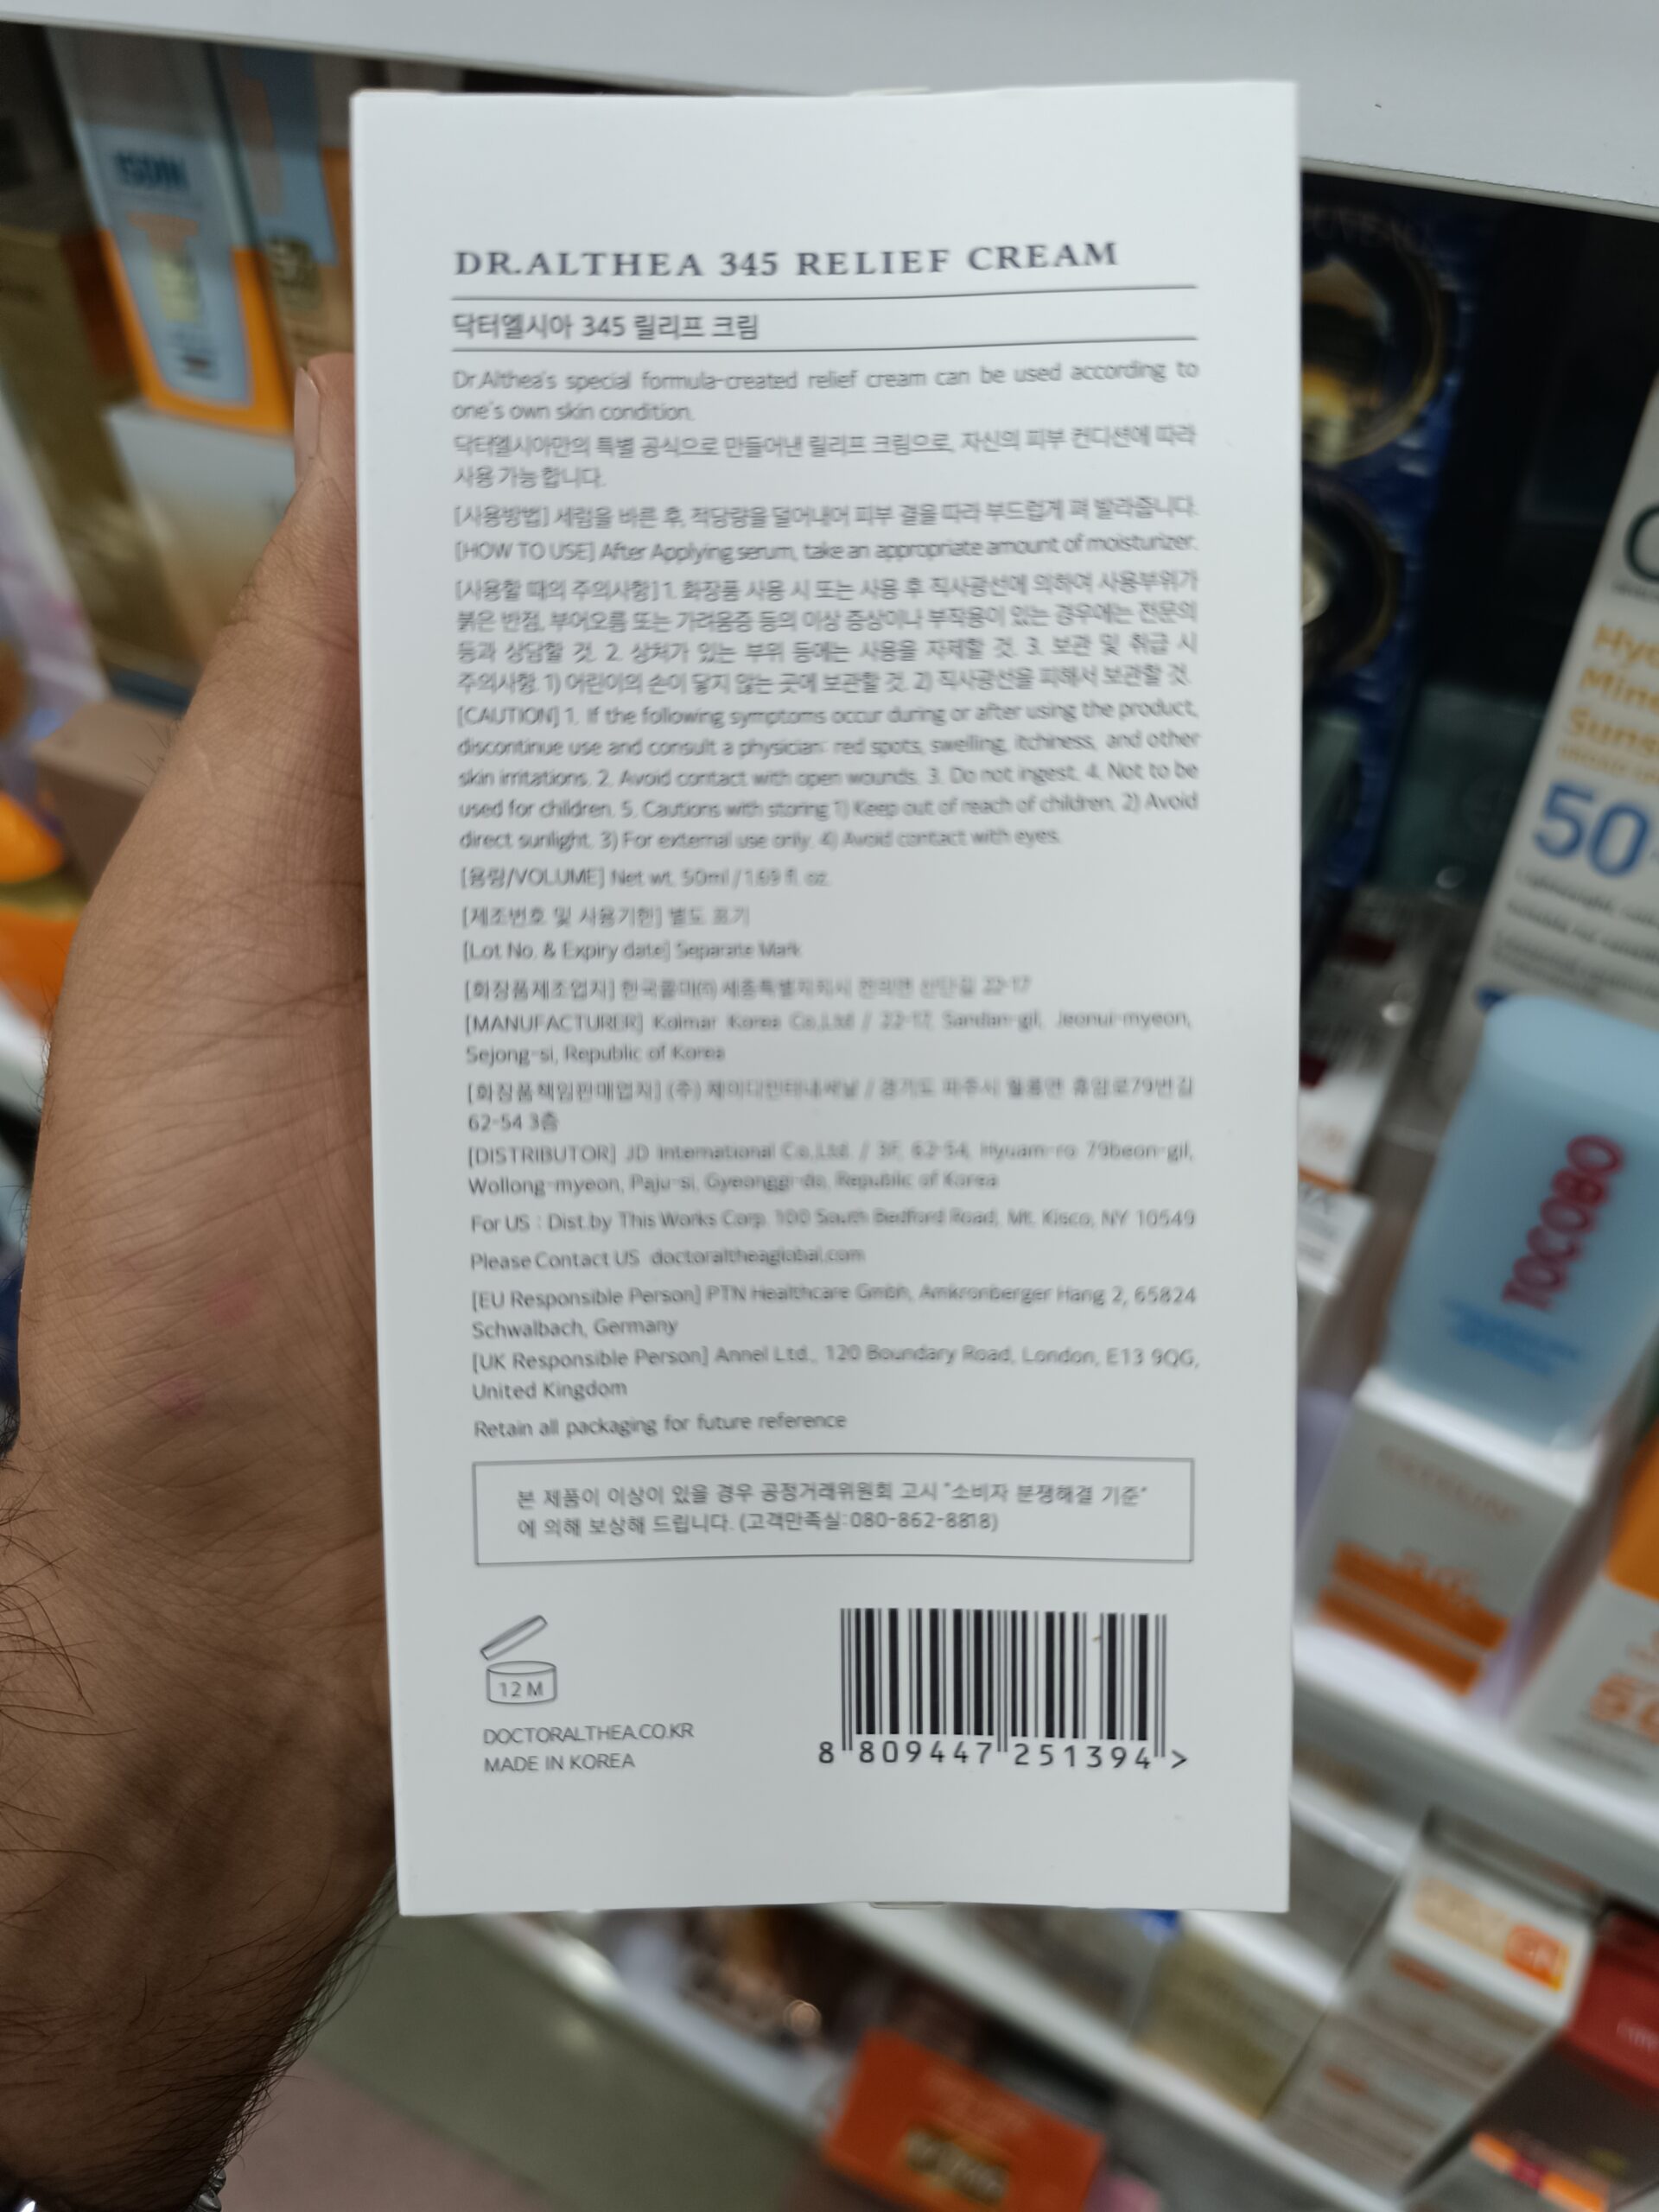 DR.ALTHEA 345 RELIEF CREAM
닥터엘시아 345 릴리프 크림
Dr.Althea's special formula-created relief cream can be used according to
one's own skin condition.
닥터엘시아만의 특별 공식으로 만들어낸 릴리프 크림으로, 자신의 피부 컨디션에 따라
사용 가능 합니다.
[사용방법] 세럼을 바른 후, 적당량을 덜어내어 피부 결을 따라 부드럽게 펴 발라줍니다.
[HOW TO USE] After Applying serum, take an appropriate amount of moisturizer.
[사용할 때의 주의사항] 1. 화장품 사용 시 또는 사용 후 직사광선에 의하여 사용부위가
붉은 반점, 부어오름 또는 가려움증 등의 이상 증상이나 부작용이 있는 경우에는 전문의
등과 상담할 것. 2. 상처가 있는 부위 등에는 사용을 자제할 것. 3. 보관 및 취급 시
주의사항. 1) 어린이의 손이 닿지 않는 곳에 보관할 것. 2) 직사광선을 피해서 보관할 것.
[CAUTION] 1. If the following symptoms occur during or after using the product,
discontinue use and consult a physician: red spots, swelling, itchiness, and other
skin irritations. 2. Avoid contact with open wounds. 3. Do not ingest. 4. Not to be
used for children. 5. Cautions with storing 1) Keep out of reach of children. 2) Avoid
direct sunlight. 3) For external use only. 4) Avoid contact with eyes.
[용량/VOLUME] Net wt. 50ml / 1.69 fl. oz.
[제조번호 및 사용기한] 별도 표기
[Lot No. & Expiry date] Separate Mark
[화장품제조업자] 한국콜마㈜ 세종특별자치시 전의면 산단길 22-17
[MANUFACTURER] Kolmar Korea Co.,Ltd / 22-17, Sandan-gil, Jeonui-myeon,
Sejong-si, Republic of Korea
[화장품책임판매업자] (주) 제이디인터내셔날 / 경기도 파주시 월롱면 휴암로79번길
62-54 3층
[DISTRIBUTOR] JD International Co.,Ltd. / 3F, 62-54, Hyuam-ro 79beon-gil,
Wollong-myeon, Paju-si, Gyeonggi-do, Republic of Korea
For US : Dist.by This Works Corp. 100 South Bedford Road, Mt. Kisco, NY 10549
Please Contact US doctoraltheaglobal.com
[EU Responsible Person] PTN Healthcare Gmbh, Amkronberger Hang 2, 65824
Schwalbach, Germany
[UK Responsible Person] Annel Ltd., 120 Boundary Road, London, E13 9QG,
United Kingdom
Retain all packaging for future reference
본 제품이 이상이 있을 경우 공정거래위원회 고시 "소비자 분쟁해결 기준"
에 의해 보상해 드립니다. (고객만족실:080-862-8818)
12 M
DOCTORALTHEA.CO.KR
MADE IN KOREA
8 809447 251394 >
ISDIN
50
TOCOBO